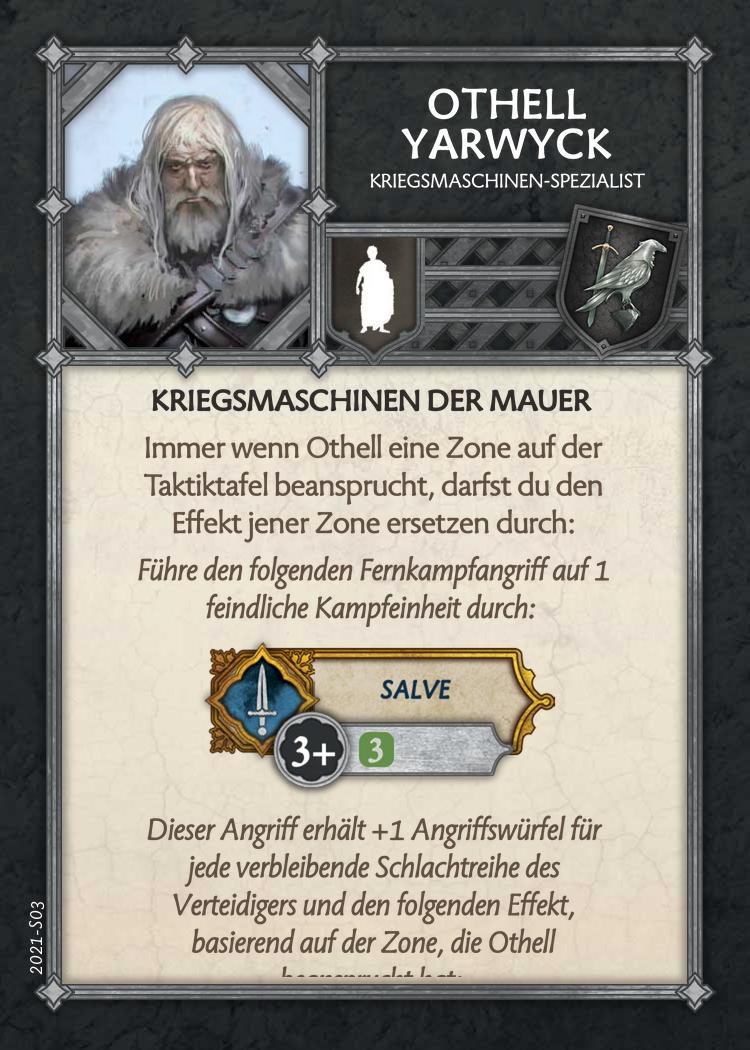 OTHELL
YARWYCK
KRIEGSMASCHINEN-SPEZIALIST
KRIEGSMASCHINEN DER MAUER
Immer wenn Othell eine Zone auf der
Taktiktafel beansprucht, darfst du den
Effekt jener Zone ersetzen durch:
Führe den folgenden Fernkampfangriff auf 1
feindliche Kampfeinheit durch:
SALVE
3+ 3
Dieser Angriff erhält +1 Angriffswürfel für
jede verbleibende Schlachtreihe des
Verteidigers und den folgenden Effekt,
basierend auf der Zone, die Othell
2021-S03